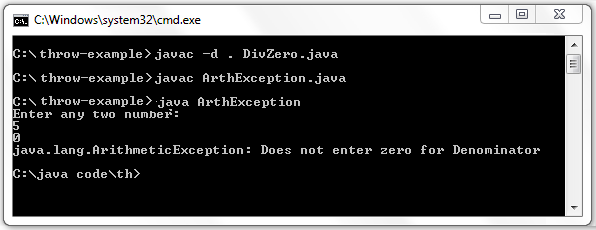 C:\Windows\system32\cmd.exe
C:\throw-example>javac -d . DivZero.java
C:\throw-example>javac ArthException.java
C:\throw-example>java ArthException
Enter any two number:
5
0
java.lang.ArithmeticException: Does not enter zero for Denominator
C:\java code\th>